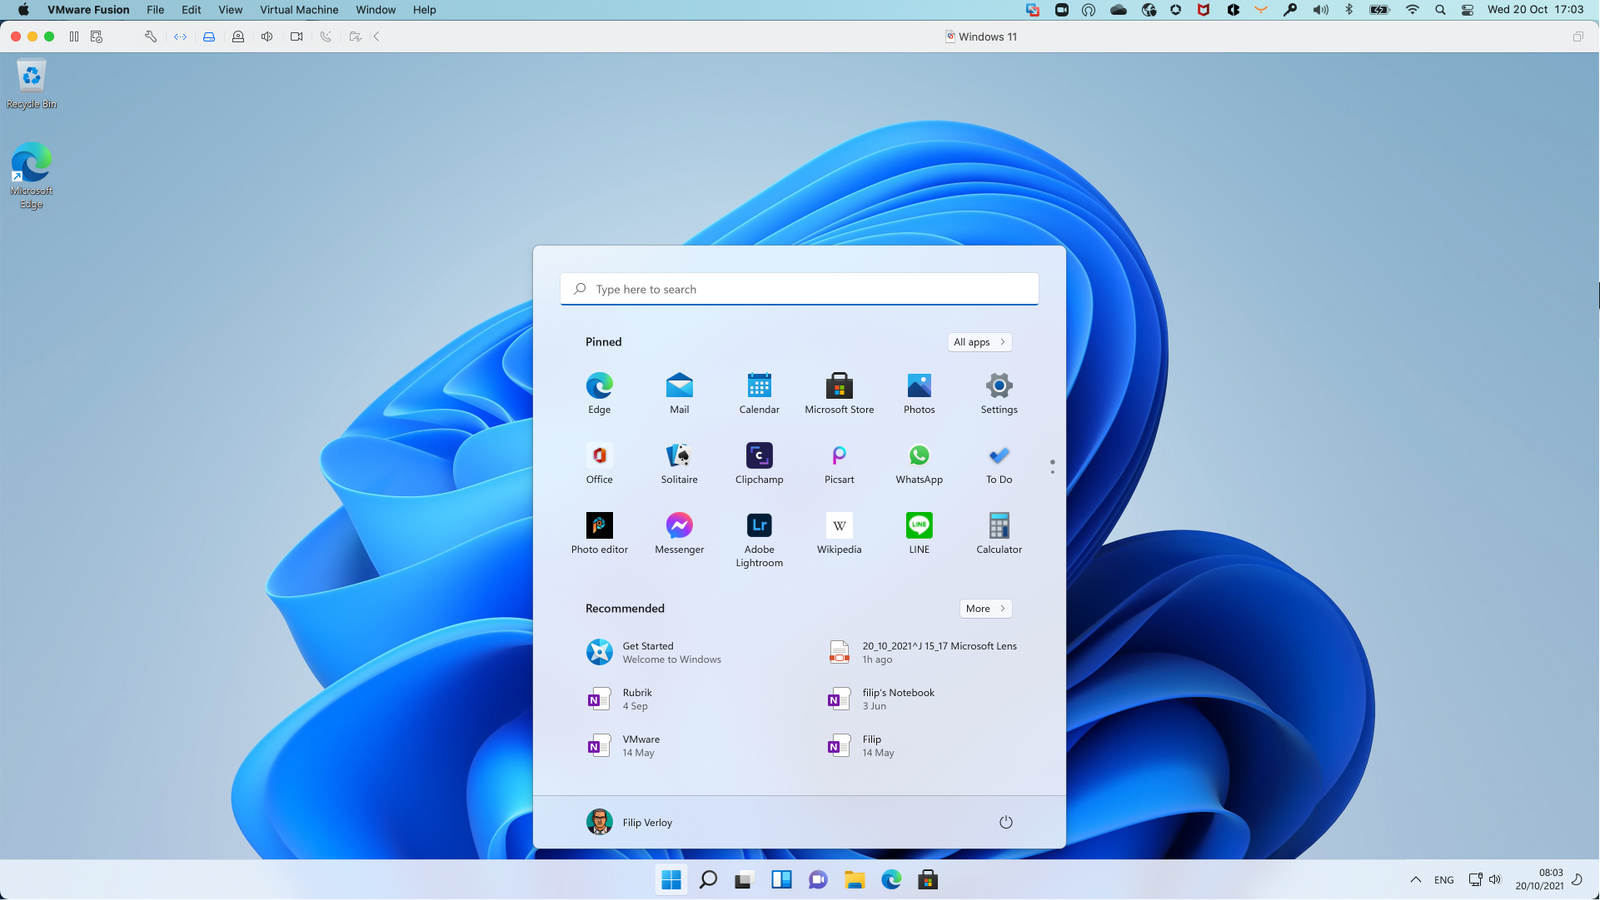 VMware Fusion File Edit View Virtual Machine Window Help Wed 20 Oct 17:03
Windows 11
Recycle Bin
Microsoft
Edge
Type here to search
Pinned All apps
Edge Mail Calendar Microsoft Store Photos Settings
Office Solitaire Clipchamp Picsart WhatsApp To Do
Lr W LINE
Photo editor Messenger Adobe Lightroom Wikipedia LINE Calculator
Recommended More
Get Started 20_10_2021^J 15_17 Microsoft Lens
Welcome to Windows 1h ago
Rubrik filip's Notebook
4 Sep 3 Jun
VMware Filip
14 May 14 May
Filip Verloy
ENG 08:03
20/10/2021